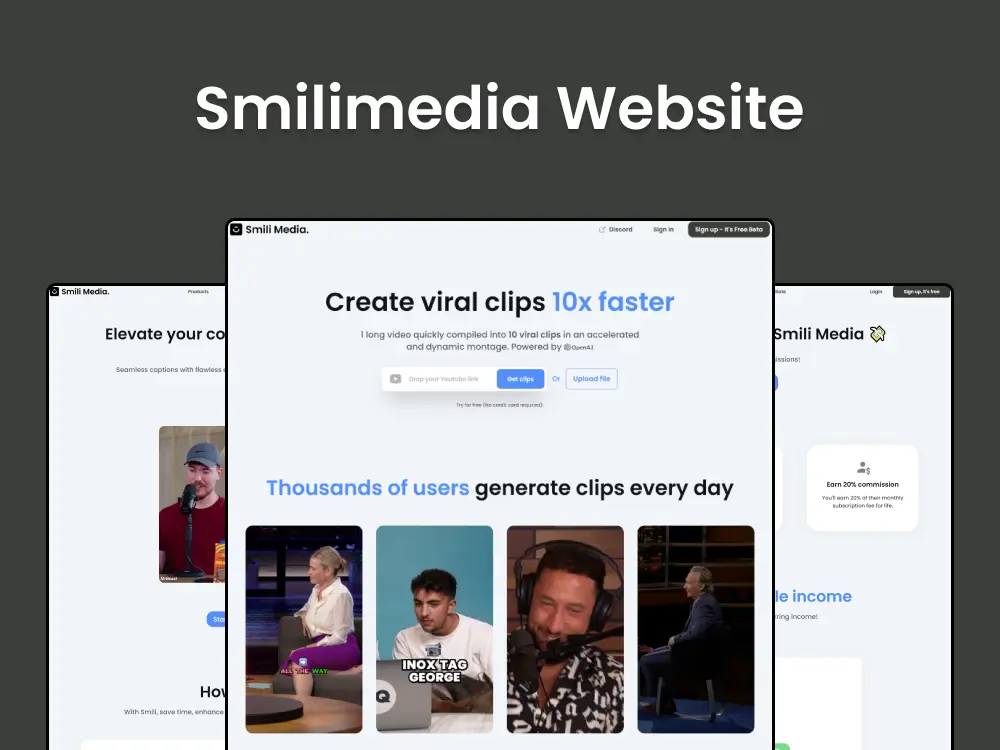 Smilimedia Website
Smili Media.
Discord
Sign in
Sign up - It's Free Beta
Create viral clips 10x faster
1 long video quickly compiled into 10 viral clips in an accelerated
and dynamic montage. Powered by OpenAI
Drop your Youtube link
Get clips
Or
Upload file
Try for free (No credit card required).
Thousands of users generate clips every day
ALL THE WAY
INOX TAG
GEORGE
Smili Media.
Products
Elevate your co
Seamless captions with flawless
MrBeast
Sta
How
With Smili, save time, enhance
Login
Sign up, it's free
Smili Media
missions!
Earn 20% commission
You'll earn 20% of their monthly
subscription fee for life.
le income
rring income!